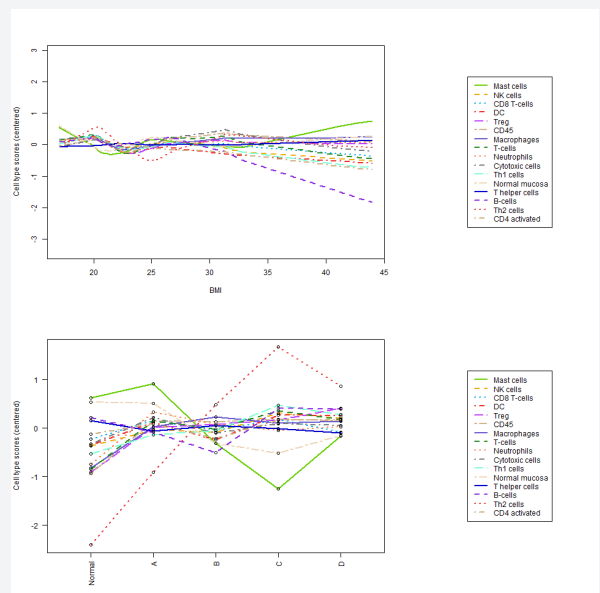 Cell type scores (centered)
3
2
1
0
-1
-2
-3
20
25
30
35
40
45
BMI
Mast cells
NK cells
CD8 T-cells
DC
Treg
CD45
Macrophages
T-cells
Neutrophils
Cytotoxic cells
Th1 cells
Normal mucosa
T helper cells
B-cells
Th2 cells
CD4 activated
Cell type scores (centered)
1
0
-1
-2
Normal
A
B
C
D
Mast cells
NK cells
CD8 T-cells
DC
Treg
CD45
Macrophages
T-cells
Neutrophils
Cytotoxic cells
Th1 cells
Normal mucosa
T helper cells
B-cells
Th2 cells
CD4 activated